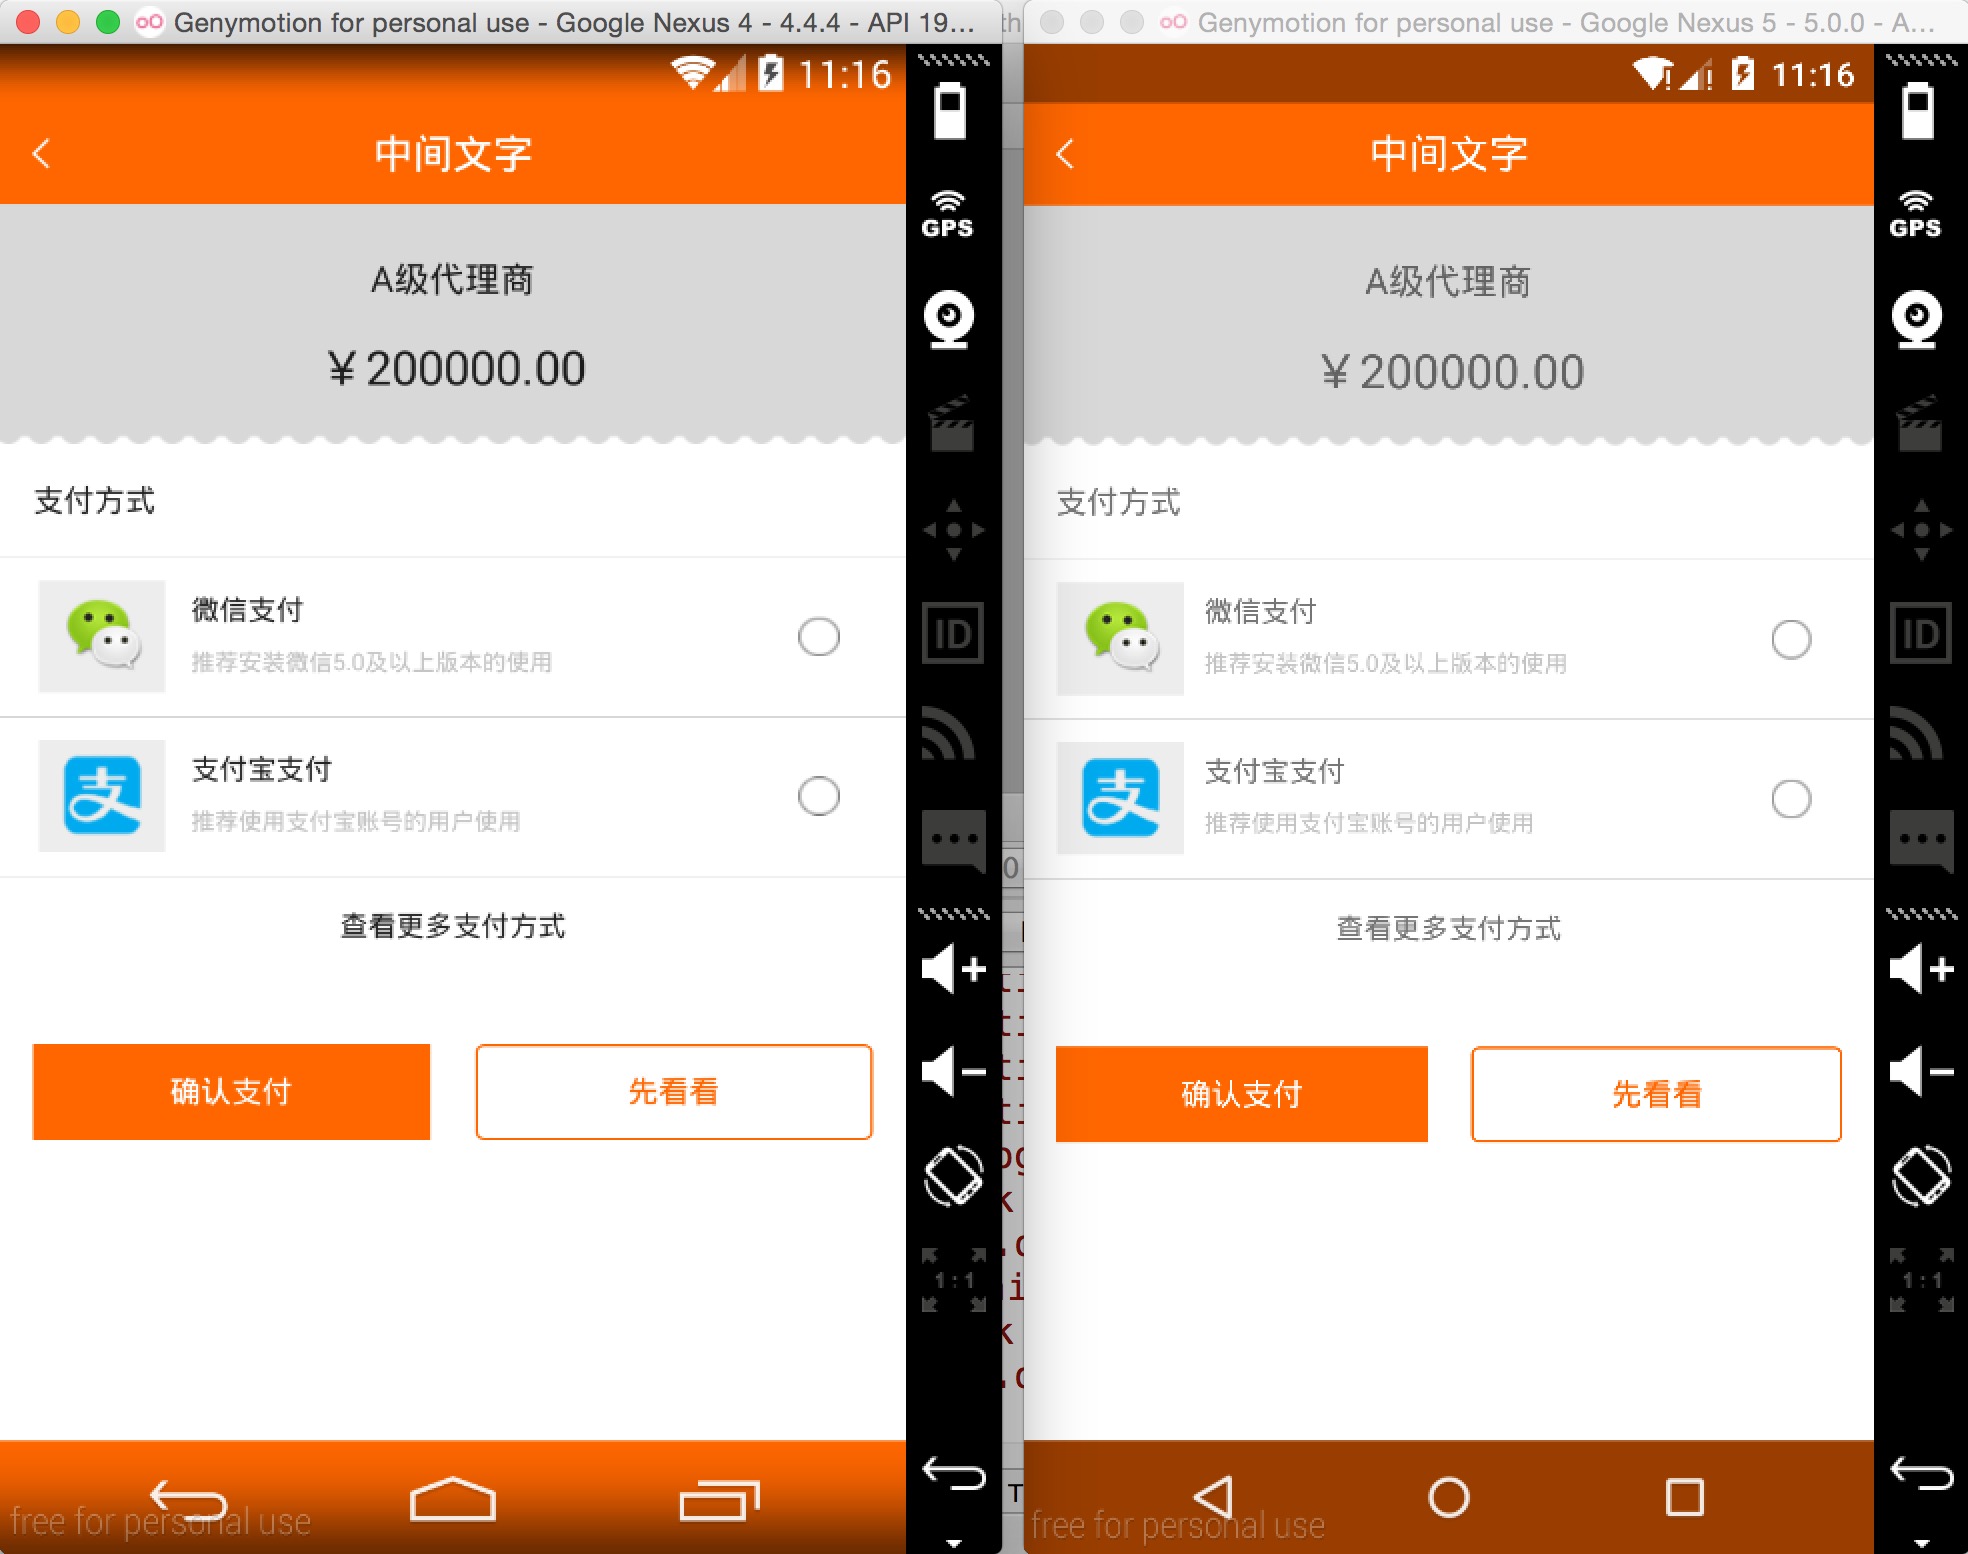 Genymotion for personal use - Google Nexus 4 - 4.4.4 - API 19...
11:16
中间文字
A级代理商
¥200000.00
支付方式
微信支付
推荐安装微信5.0及以上版本的使用
支
支付宝支付
推荐使用支付宝账号的用户使用
查看更多支付方式
确认支付
先看看
free for personal use
GPS
ID
1:1
th
0
T
Genymotion for personal use - Google Nexus 5 - 5.0.0 - A...
11:16
中间文字
A级代理商
¥200000.00
支付方式
微信支付
推荐安装微信5.0及以上版本的使用
支
支付宝支付
推荐使用支付宝账号的用户使用
查看更多支付方式
确认支付
先看看
free for personal use
GPS
ID
1:1